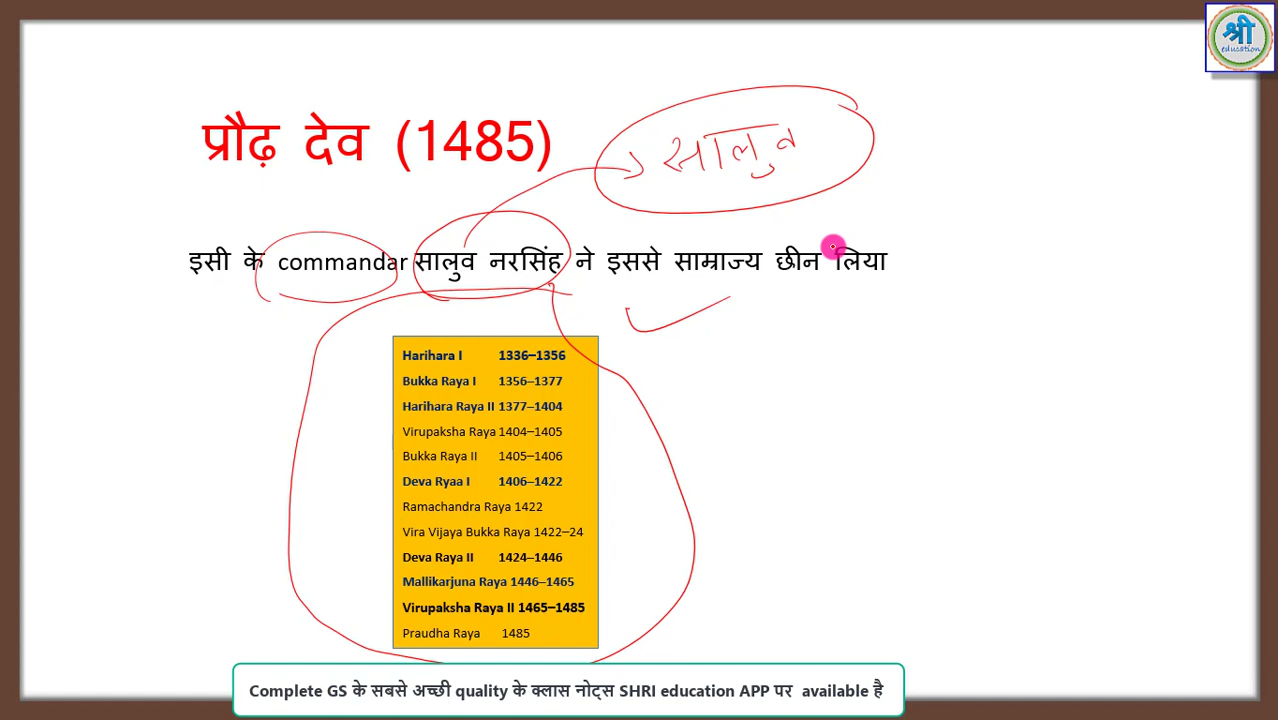 श्री
education
प्रौढ़ देव (1485)
सालुव
इसी के commandar सालुव नरसिंह ने इससे साम्राज्य छीन लिया
Harihara I 1336–1356
Bukka Raya I 1356–1377
Harihara Raya II 1377–1404
Virupaksha Raya 1404–1405
Bukka Raya II 1405–1406
Deva Ryaa I 1406–1422
Ramachandra Raya 1422
Vira Vijaya Bukka Raya 1422–24
Deva Raya II 1424–1446
Mallikarjuna Raya 1446–1465
Virupaksha Raya II 1465–1485
Praudha Raya 1485
Complete GS के सबसे अच्छी quality के क्लास नोट्स SHRI education APP पर available है